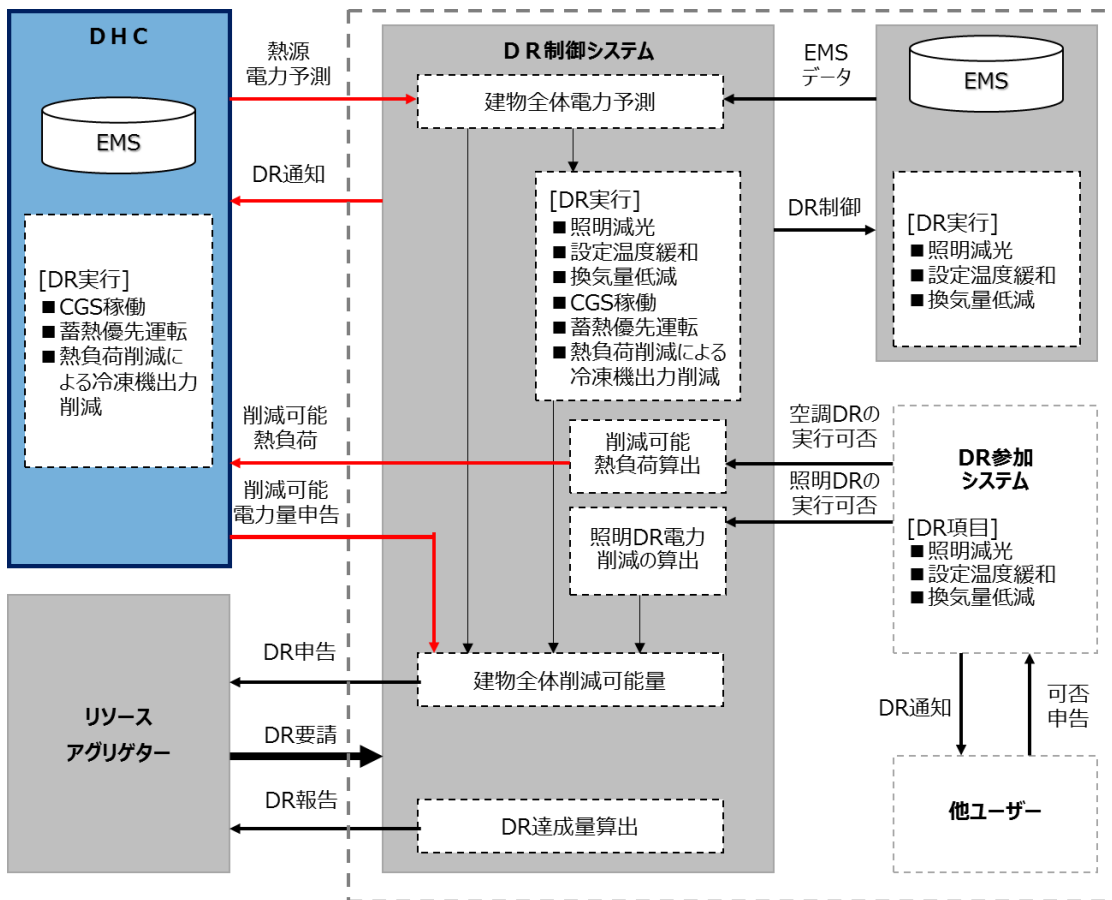 DHC
EMS
[DR実行]
■ CGS稼働
■ 蓄熱優先運転
■ 熱負荷削減に
よる冷凍機出力
削減
熱源
電力予測
DR通知
削減可能
熱負荷
削減可能
電力量申告
DR制御システム
建物全体電力予測
[DR実行]
■ 照明減光
■ 設定温度緩和
■ 換気量低減
■ CGS稼働
■ 蓄熱優先運転
■ 熱負荷削減による
冷凍機出力削減
削減可能
熱負荷算出
照明DR電力
削減の算出
建物全体削減可能量
DR達成量算出
EMS
データ
DR制御
EMS
[DR実行]
■ 照明減光
■ 設定温度緩和
■ 換気量低減
空調DRの
実行可否
照明DRの
実行可否
DR参加
システム
[DR項目]
■ 照明減光
■ 設定温度緩和
■ 換気量低減
DR通知
可否
申告
他ユーザー
リソース
アグリゲター
DR申告
DR要請
DR報告